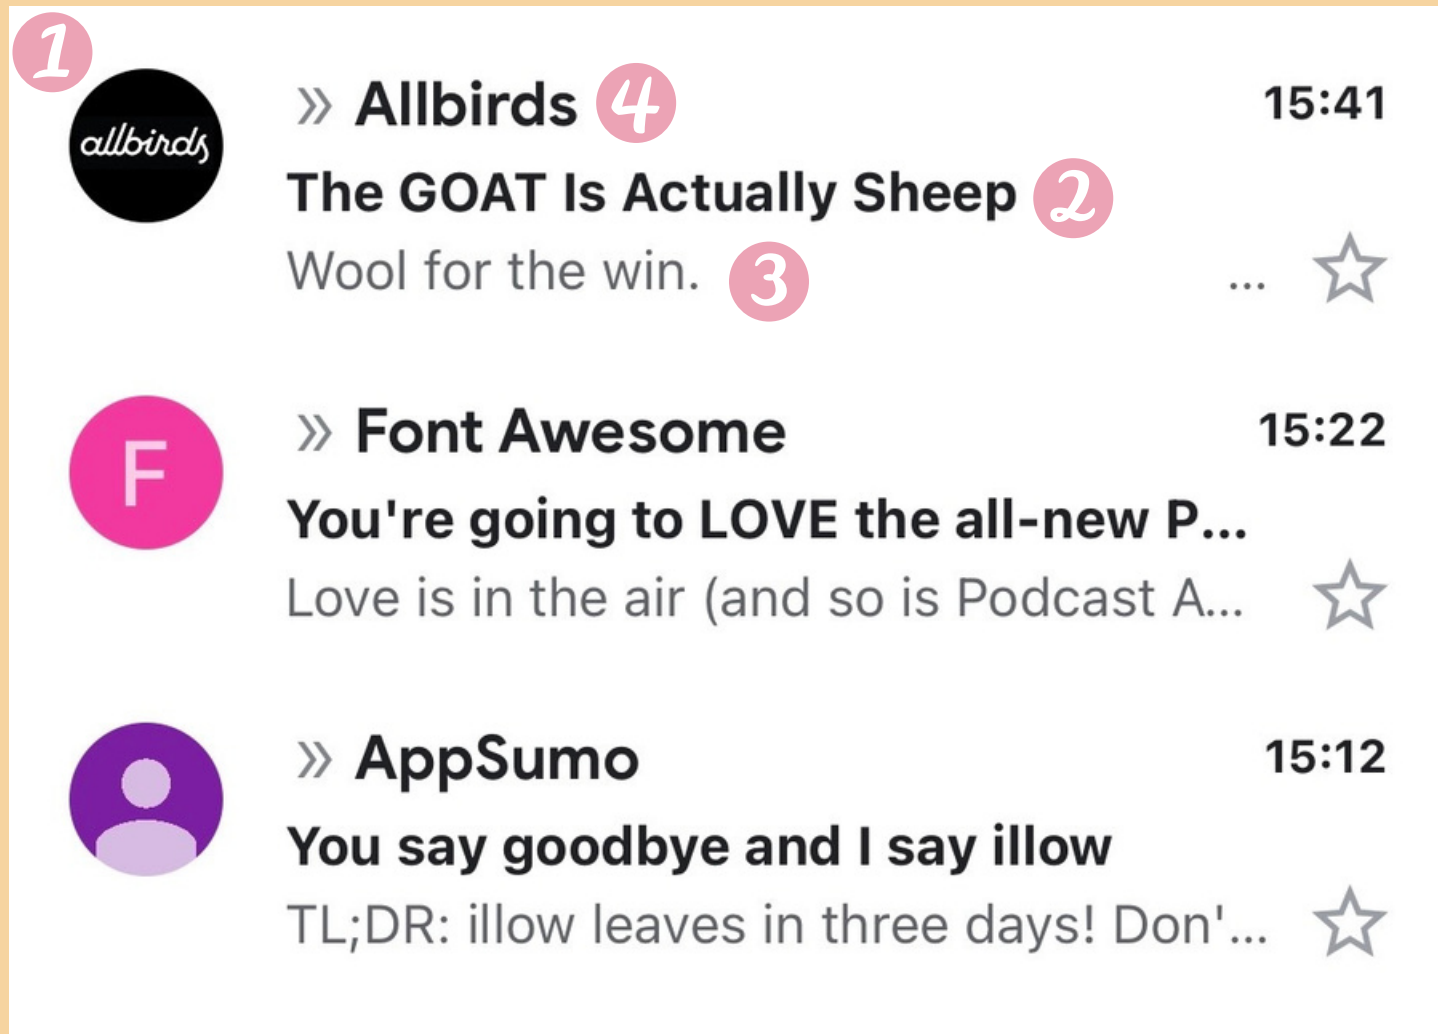 1
allbirds
» Allbirds 4 15:41
The GOAT Is Actually Sheep 2
Wool for the win. 3 ...
F
» Font Awesome 15:22
You're going to LOVE the all-new P...
Love is in the air (and so is Podcast A...
» AppSumo 15:12
You say goodbye and I say illow
TL;DR: illow leaves in three days! Don'...